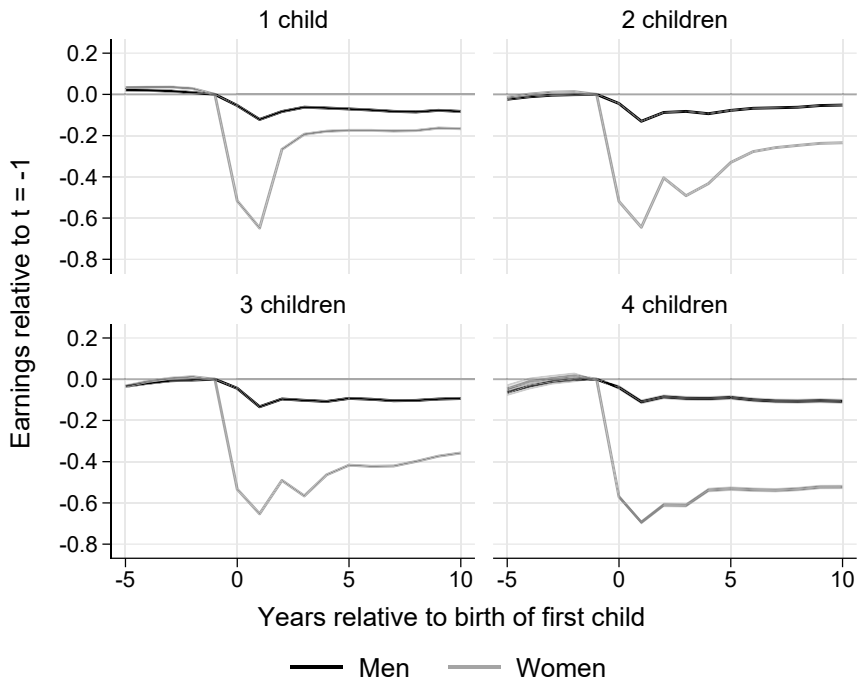 1 child
2 children
0.2
0.0
-0.2
-0.4
-0.6
-0.8
3 children
4 children
0.2
0.0
-0.2
-0.4
-0.6
-0.8
-5
0
5
10
-5
0
5
10
Earnings relative to t = -1
Years relative to birth of first child
Men
Women